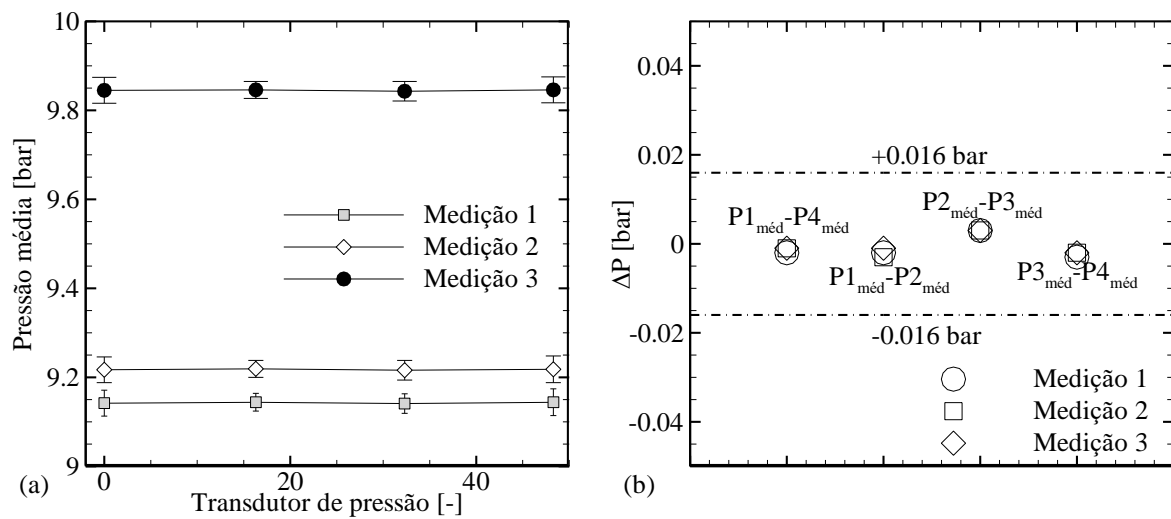 10
9.8
9.6
9.4
9.2
9
0
20
40
Pressão média [bar]
Transdutor de pressão [-]
Medição 1
Medição 2
Medição 3
(a)
0.04
0.02
0
-0.02
-0.04
ΔP [bar]
+0.016 bar
P1méd-P4méd
P2méd-P3méd
P1méd-P2méd
P3méd-P4méd
-0.016 bar
Medição 1
Medição 2
Medição 3
(b)